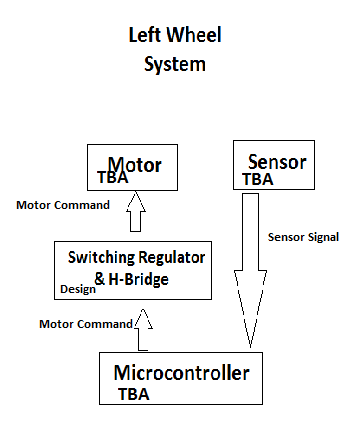 Left Wheel
System
Motor
TBA
Sensor
TBA
Motor Command
Sensor Signal
Switching Regulator
& H-Bridge
Design
Motor Command
Microcontroller
TBA